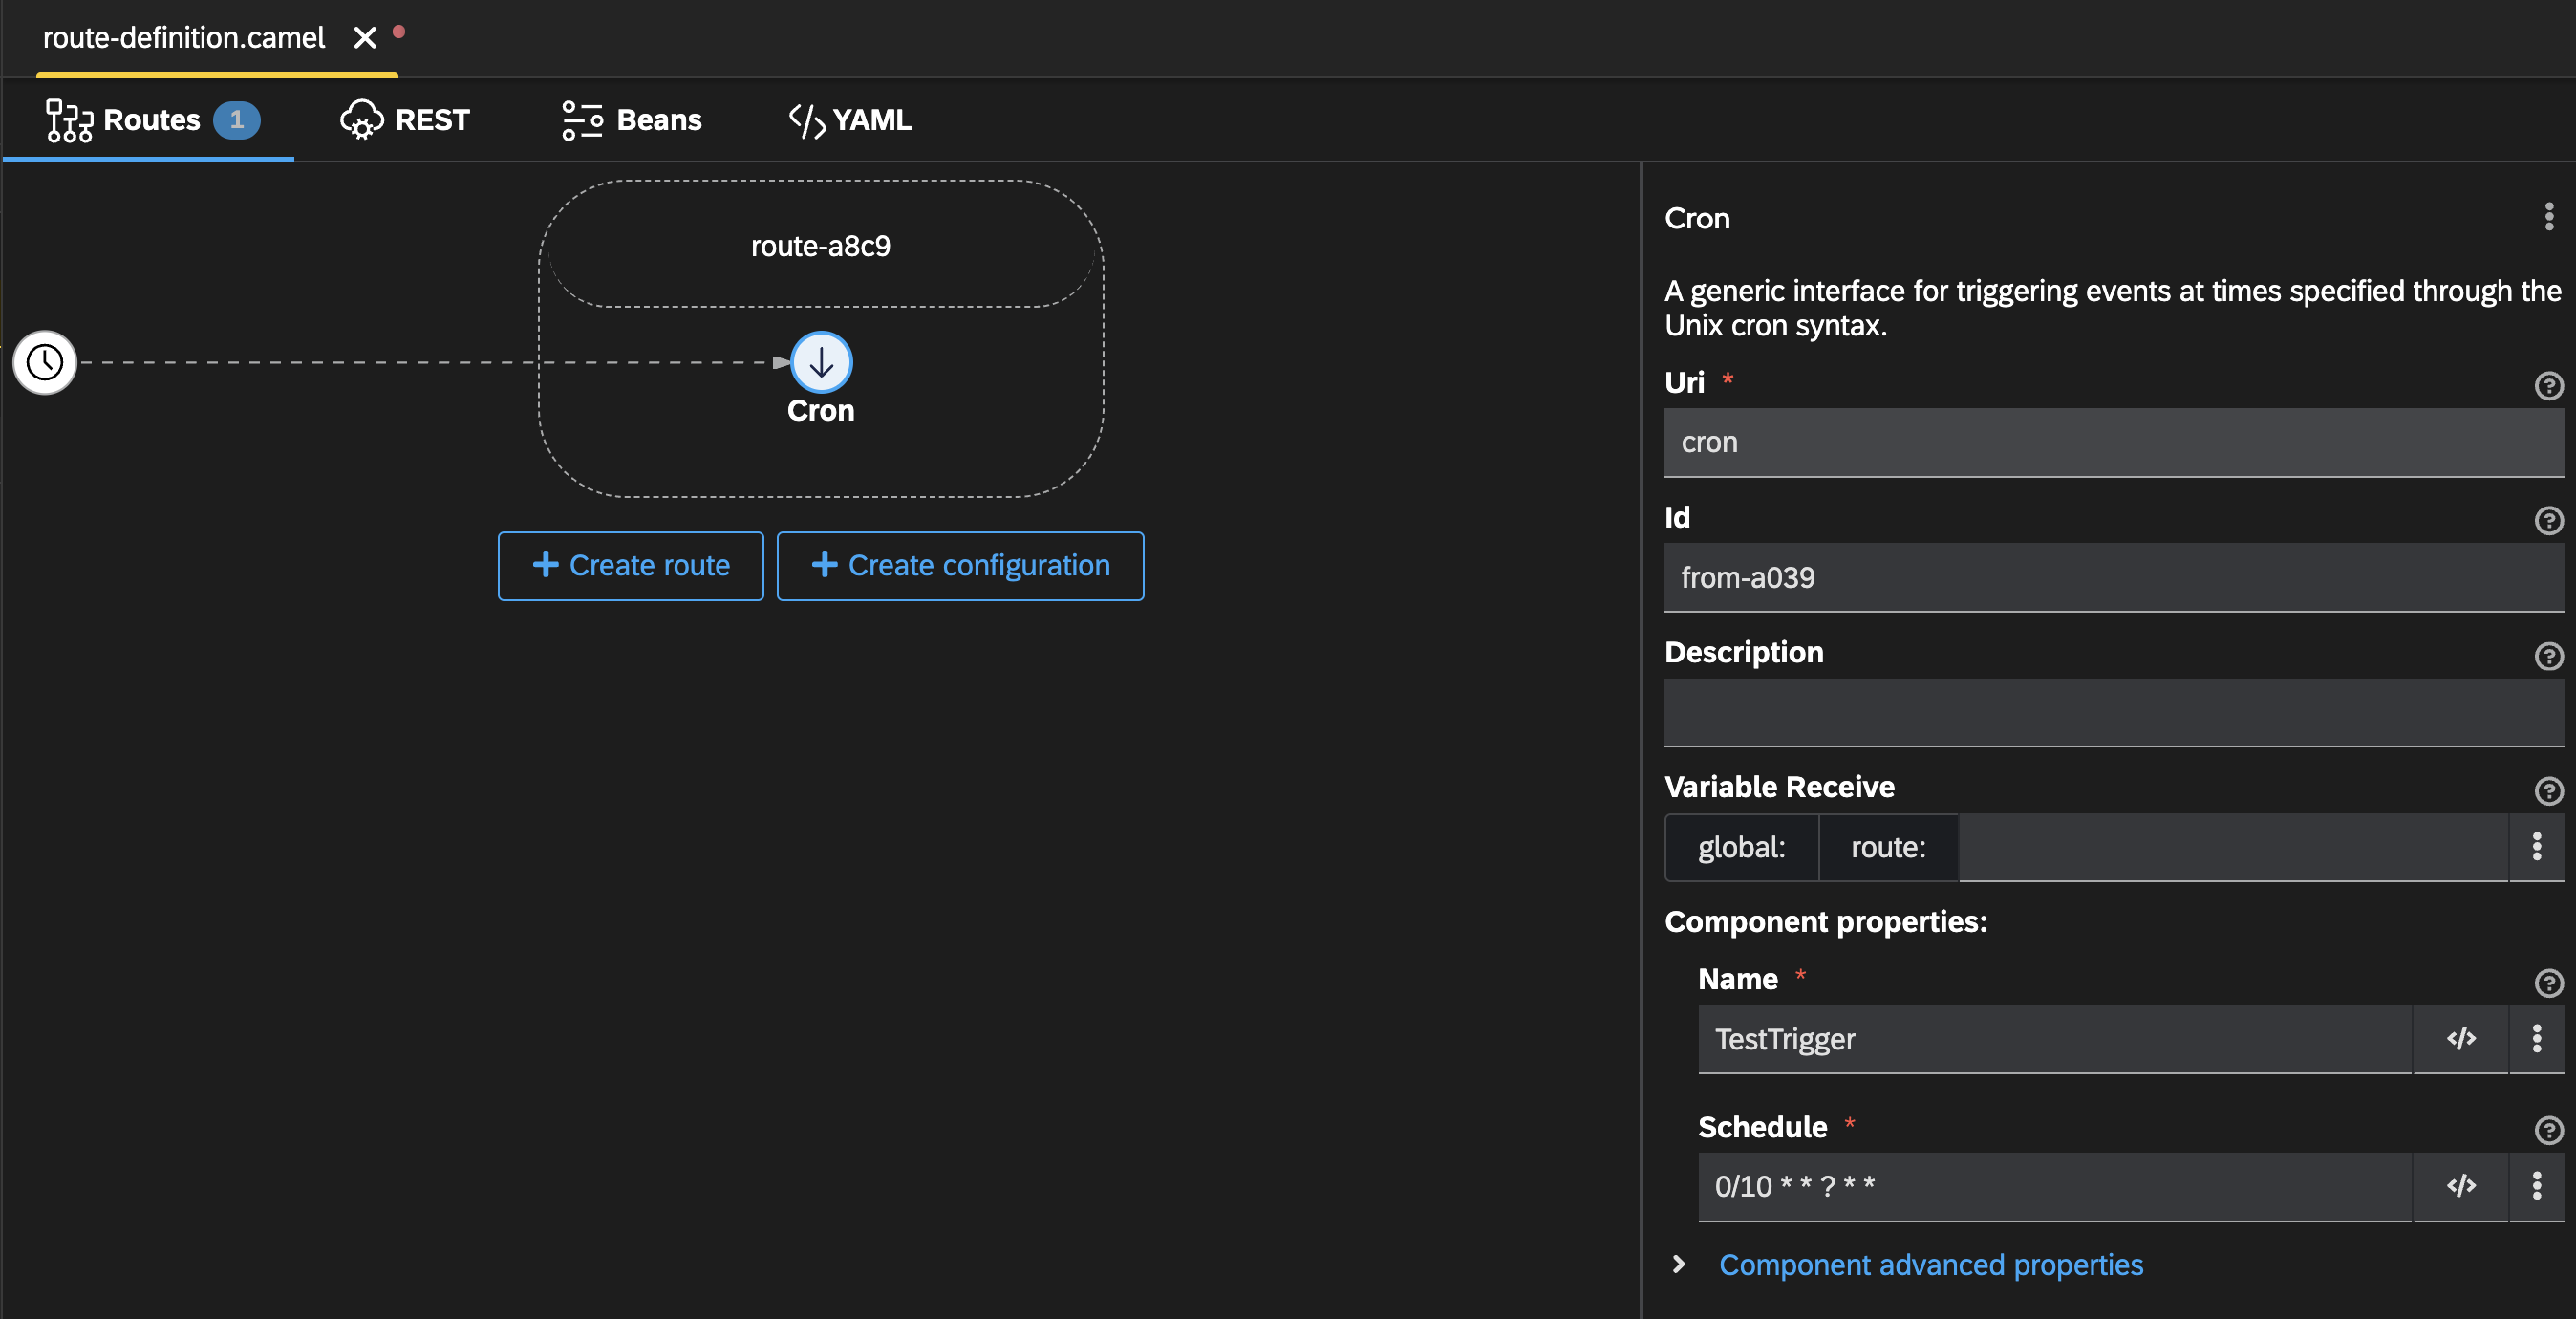 route-definition.camel
Routes 1 REST Beans YAML
route-a8c9
Cron
Create route Create configuration
Cron
A generic interface for triggering events at times specified through the
Unix cron syntax.
Uri *
cron
Id
from-a039
Description
Variable Receive
global: route:
Component properties:
Name *
TestTrigger
Schedule *
0/10 * * ? * *
Component advanced properties